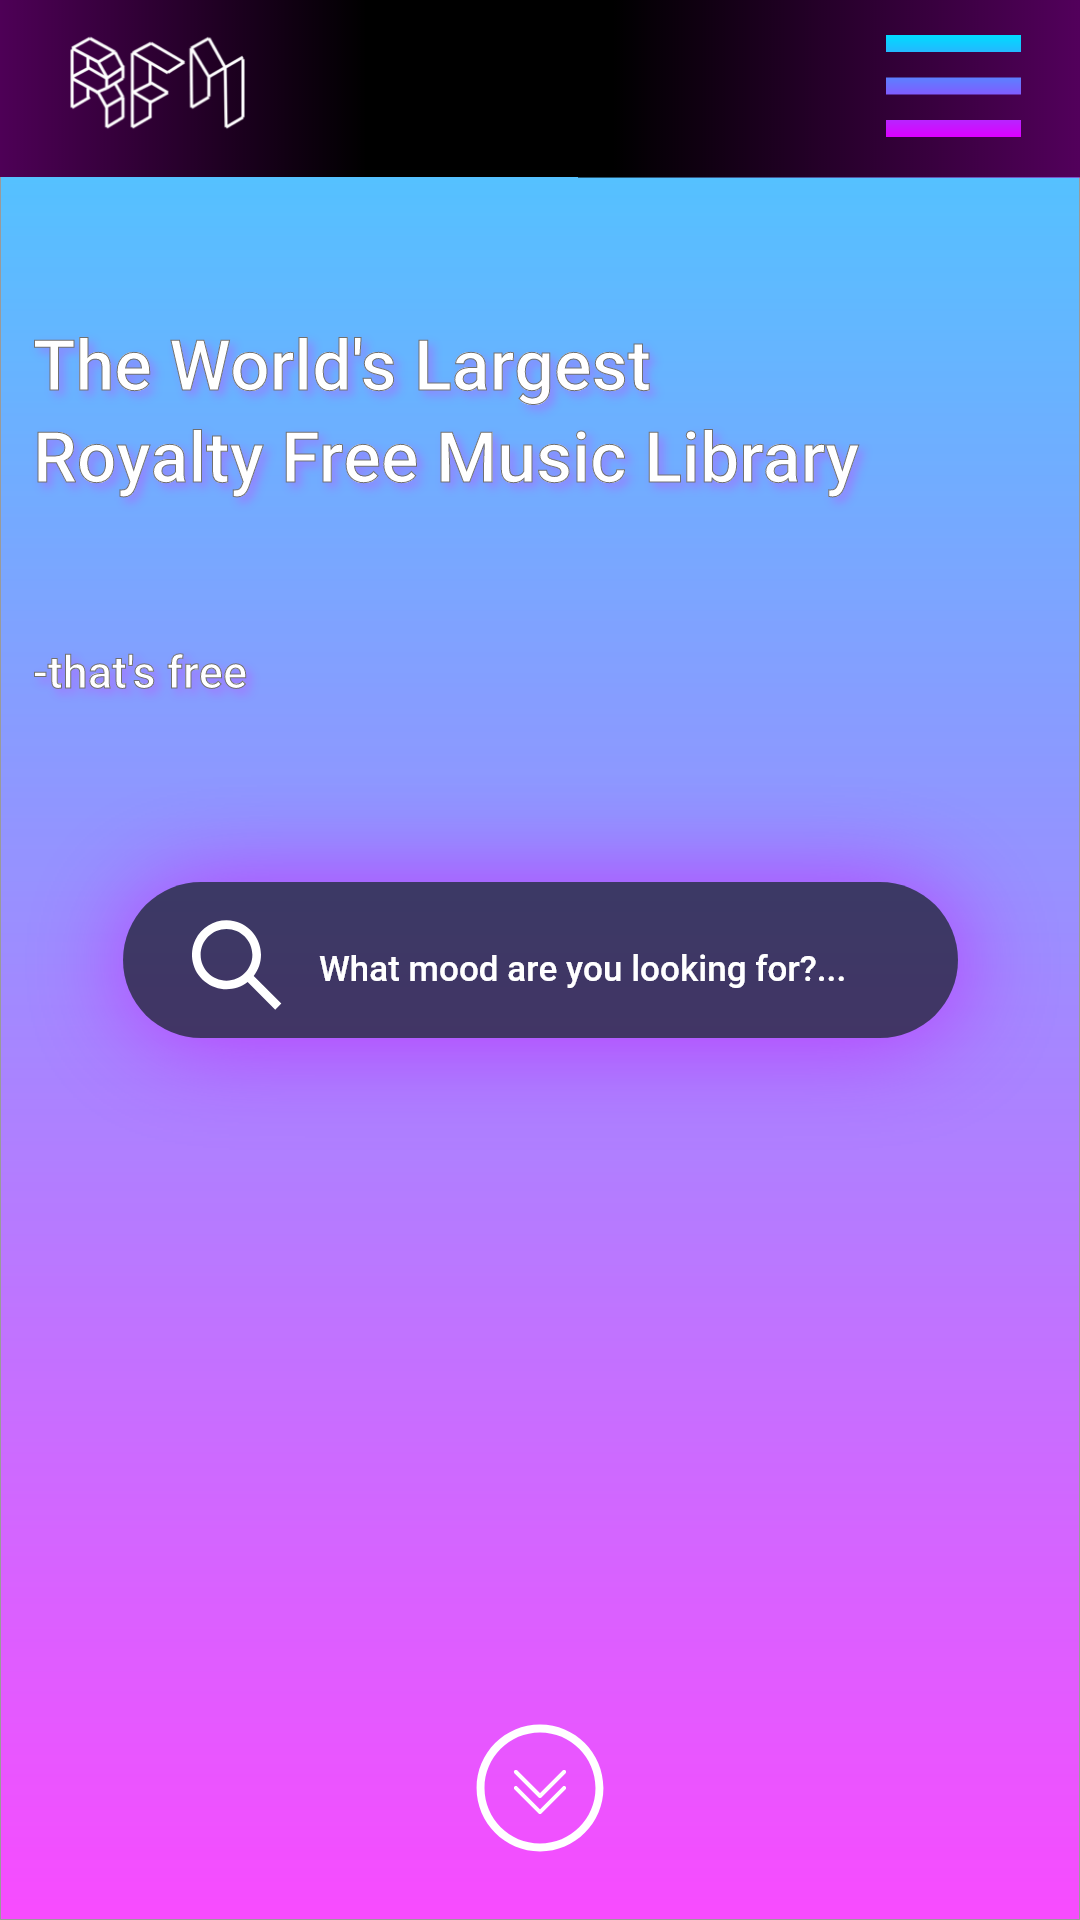 RFM
The World's Largest
Royalty Free Music Library
-that's free
What mood are you looking for?...